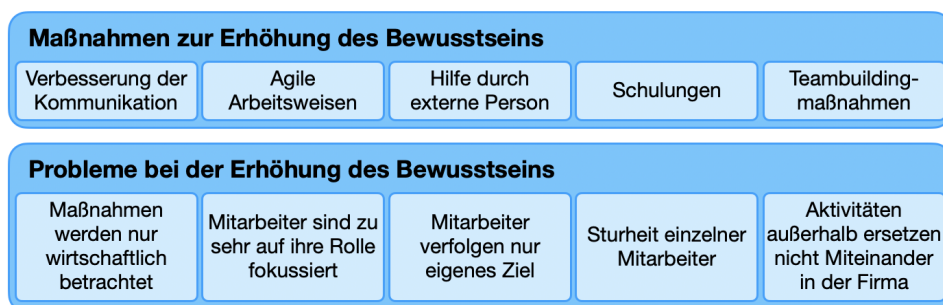 Maßnahmen zur Erhöhung des Bewusstseins
Verbesserung der
Kommunikation
Agile
Arbeitsweisen
Hilfe durch
externe Person
Schulungen
Teambuilding-
maßnahmen
Probleme bei der Erhöhung des Bewusstseins
Maßnahmen
werden nur
wirtschaftlich
betrachtet
Mitarbeiter sind zu
sehr auf ihre Rolle
fokussiert
Mitarbeiter
verfolgen nur
eigenes Ziel
Sturheit einzelner
Mitarbeiter
Aktivitäten
außerhalb ersetzen
nicht Miteinander
in der Firma